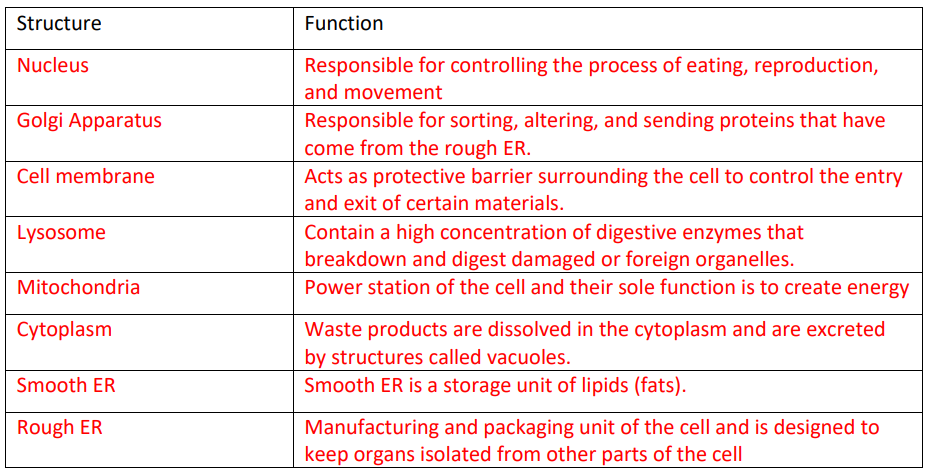 Structure Function
Nucleus Responsible for controlling the process of eating, reproduction,
and movement
Golgi Apparatus Responsible for sorting, altering, and sending proteins that have
come from the rough ER.
Cell membrane Acts as protective barrier surrounding the cell to control the entry
and exit of certain materials.
Lysosome Contain a high concentration of digestive enzymes that
breakdown and digest damaged or foreign organelles.
Mitochondria Power station of the cell and their sole function is to create energy
Cytoplasm Waste products are dissolved in the cytoplasm and are excreted
by structures called vacuoles.
Smooth ER Smooth ER is a storage unit of lipids (fats).
Rough ER Manufacturing and packaging unit of the cell and is designed to
keep organs isolated from other parts of the cell